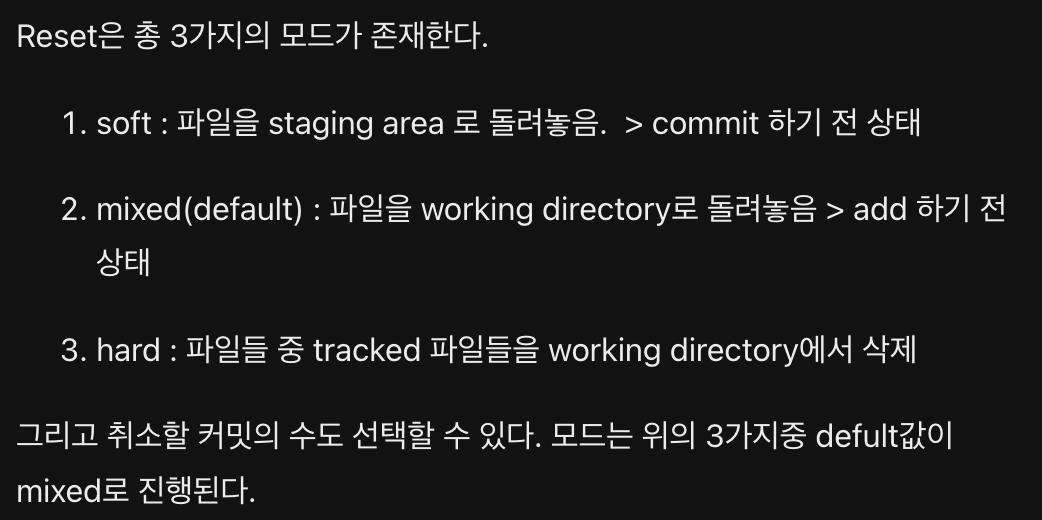 Reset은 총 3가지의 모드가 존재한다.
1. soft : 파일을 staging area 로 돌려놓음.  > commit 하기 전 상태
2. mixed(default) : 파일을 working directory로 돌려놓음 > add 하기 전
상태
3. hard : 파일들 중 tracked 파일들을 working directory에서 삭제
그리고 취소할 커밋의 수도 선택할 수 있다. 모드는 위의 3가지중 defult값이
mixed로 진행된다.